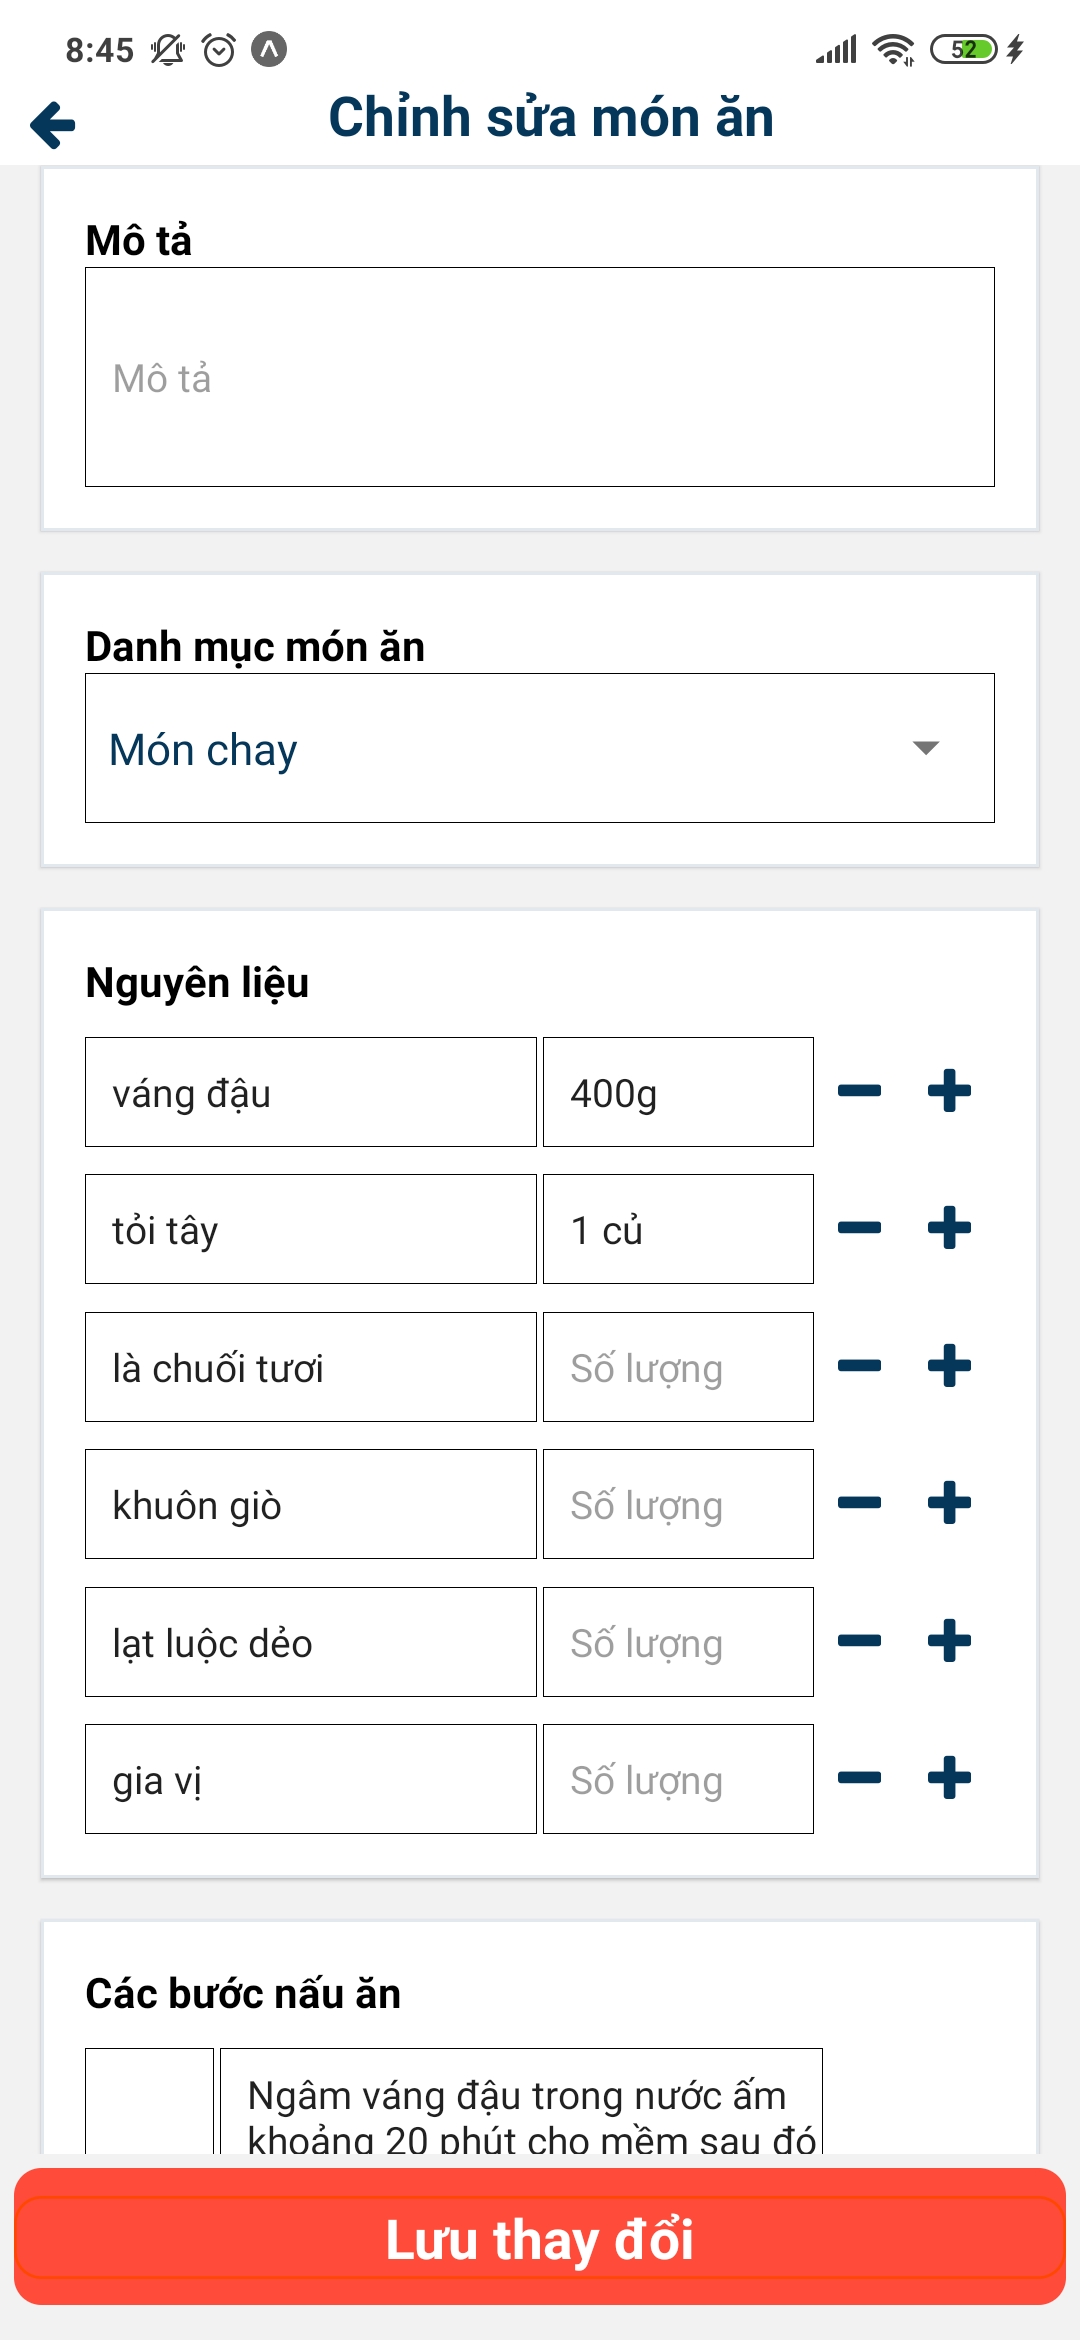 8:45
52
Chỉnh sửa món ăn
Mô tả
Mô tả
Danh mục món ăn
Món chay
Nguyên liệu
váng đậu 400g
tỏi tây 1 củ
là chuối tươi Số lượng
khuôn giò Số lượng
lạt luộc dẻo Số lượng
gia vị Số lượng
Các bước nấu ăn
Ngâm váng đậu trong nước ấm
khoảng 20 phút cho mềm sau đó
Lưu thay đổi